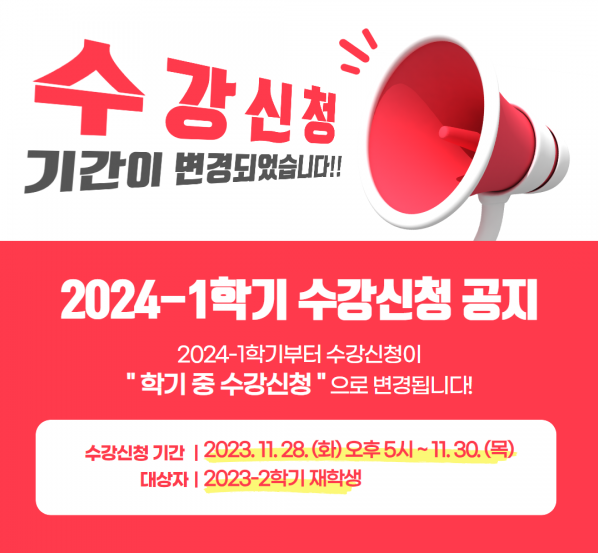 수강신청
기간이 변경되었습니다!!
2024-1학기 수강신청 공지
2024-1학기부터 수강신청이
" 학기 중 수강신청 " 으로 변경됩니다!
수강신청 기간 | 2023. 11. 28. (화) 오후 5시 ~ 11. 30. (목)
대상자 | 2023-2학기 재학생